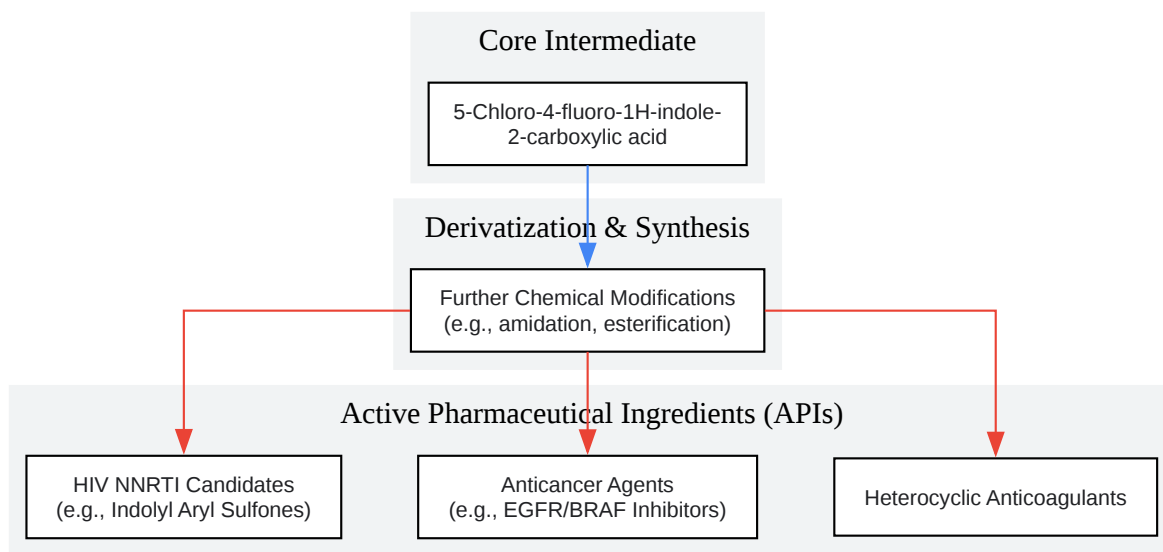 Core Intermediate
5-Chloro-4-fluoro-1H-indole-
2-carboxylic acid
Derivatization & Synthesis
Further Chemical Modifications
(e.g., amidation, esterification)
Active Pharmaceutical Ingredients (APIs)
HIV NNRTI Candidates
(e.g., Indolyl Aryl Sulfones)
Anticancer Agents
(e.g., EGFR/BRAF Inhibitors)
Heterocyclic Anticoagulants